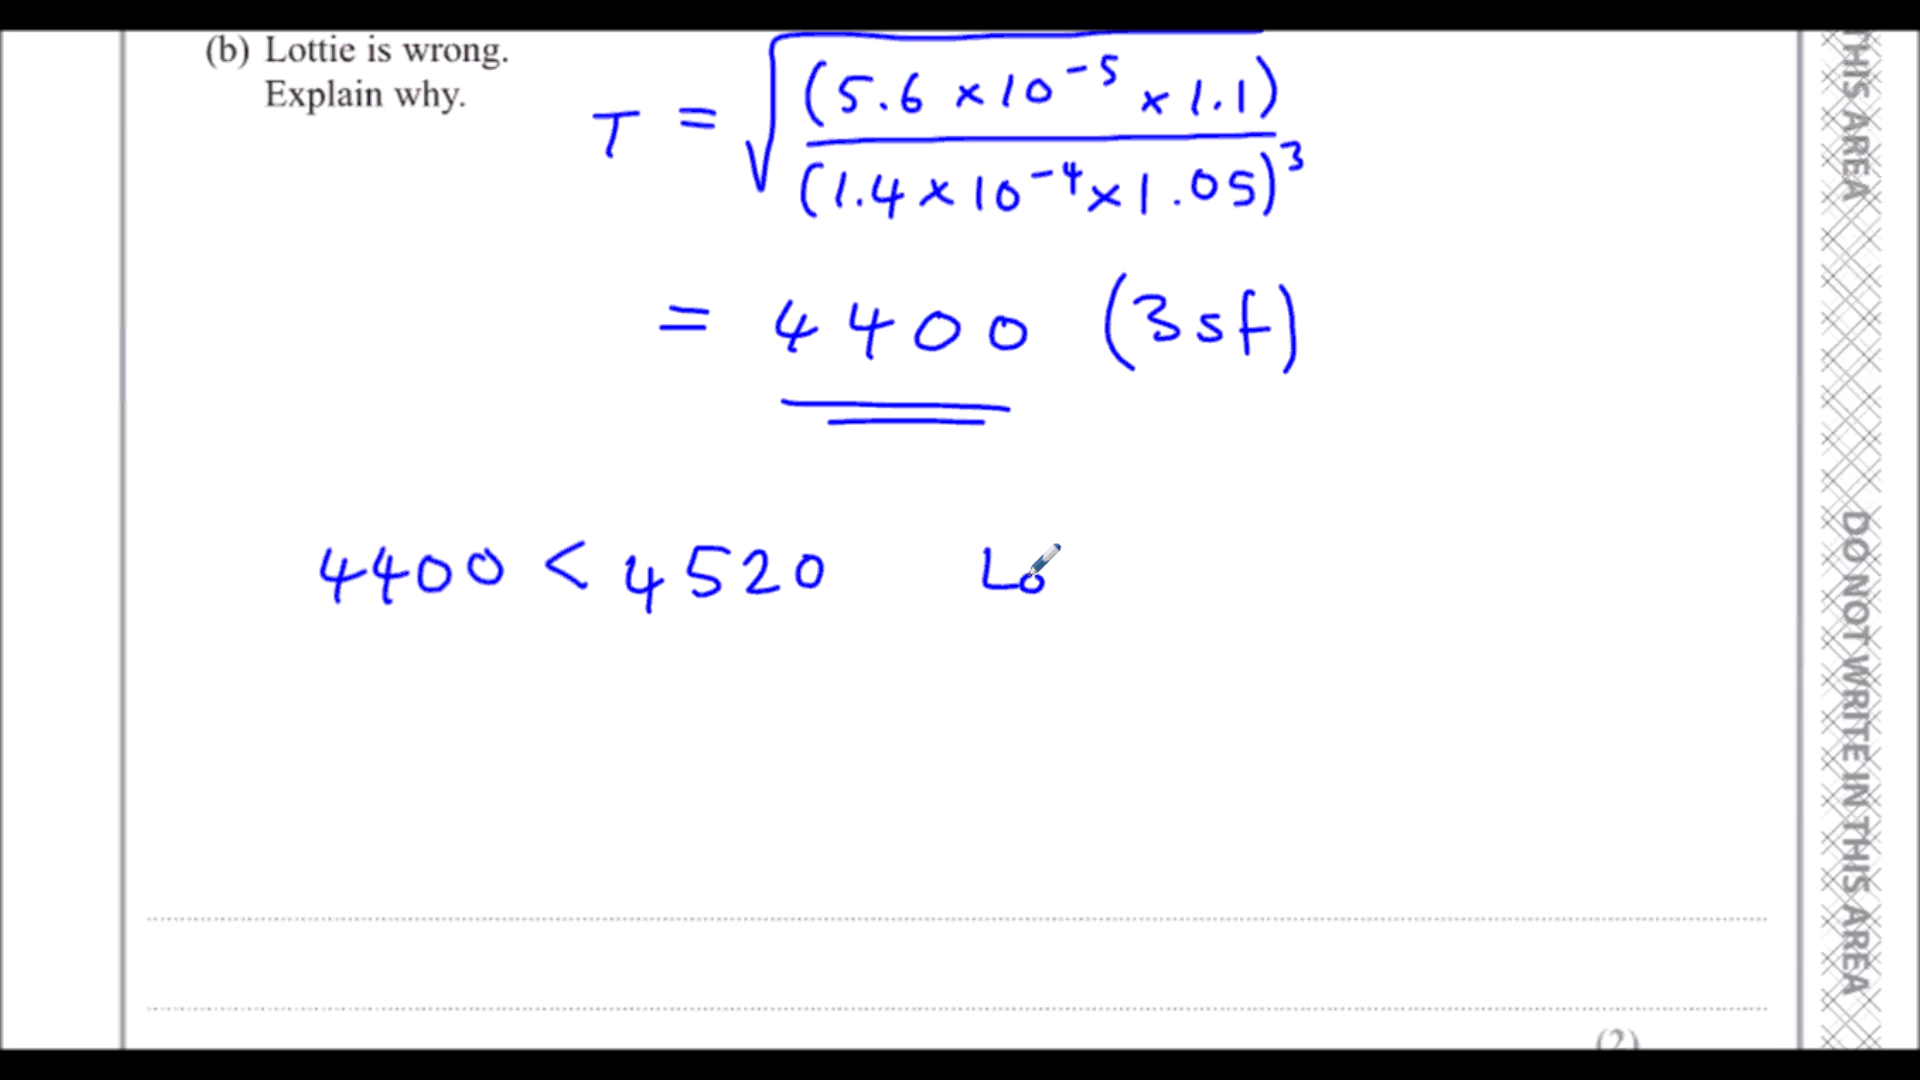 (b) Lottie is wrong.
Explain why.
T = √((5.6 × 10⁻⁵ × 1.1) / (1.4 × 10⁻⁴ × 1.05)³)
= 4400 (3sf)
4400 < 4520 Lo
(2)
THIS AREA
DO NOT WRITE IN THIS AREA